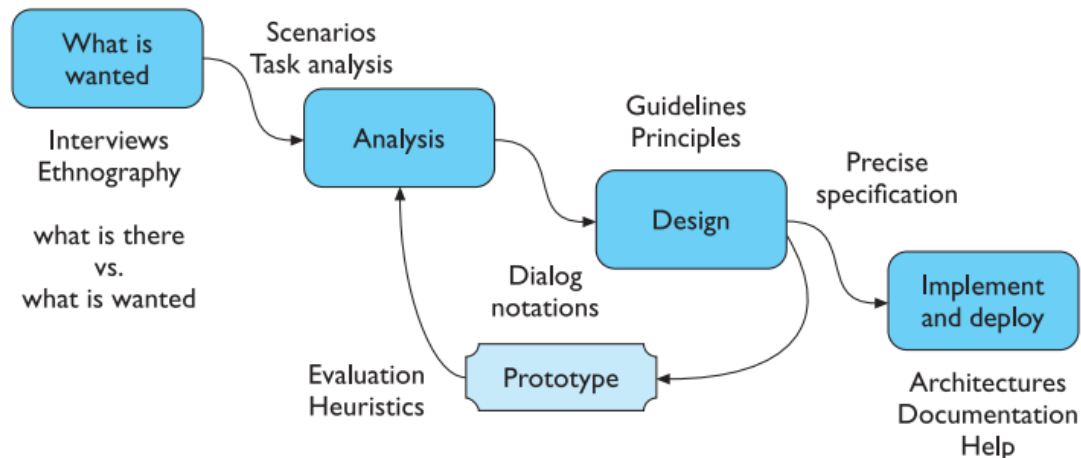 What is
wanted
Interviews
Ethnography
what is there
vs.
what is wanted
Scenarios
Task analysis
Analysis
Guidelines
Principles
Design
Dialog
notations
Prototype
Evaluation
Heuristics
Precise
specification
Implement
and deploy
Architectures
Documentation
Help